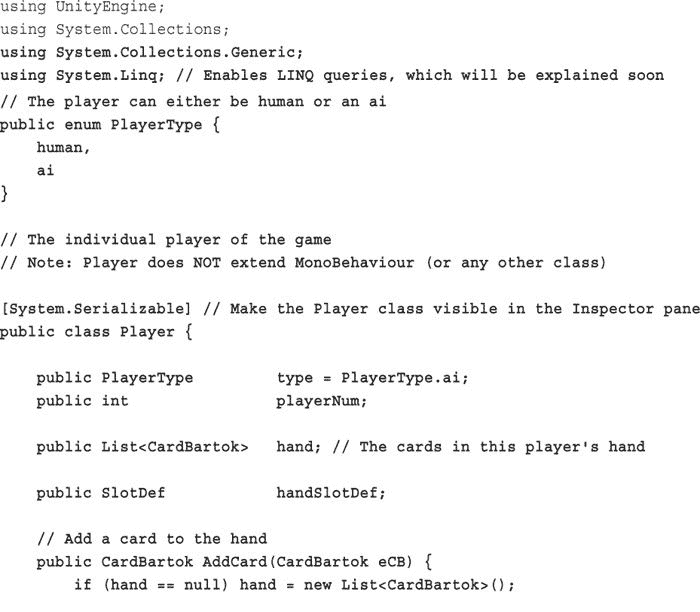 using UnityEngine;
using System.Collections;
using System.Collections.Generic;
using System.Linq; // Enables LINQ queries, which will be explained soon
// The player can either be human or an ai
public enum PlayerType {
    human,
    ai
}

// The individual player of the game
// Note: Player does NOT extend MonoBehaviour (or any other class)

[System.Serializable] // Make the Player class visible in the Inspector pane
public class Player {

    public PlayerType         type = PlayerType.ai;
    public int                playerNum;

    public List<CardBartok>   hand; // The cards in this player's hand

    public SlotDef            handSlotDef;

    // Add a card to the hand
    public CardBartok AddCard(CardBartok eCB) {
        if (hand == null) hand = new List<CardBartok>();